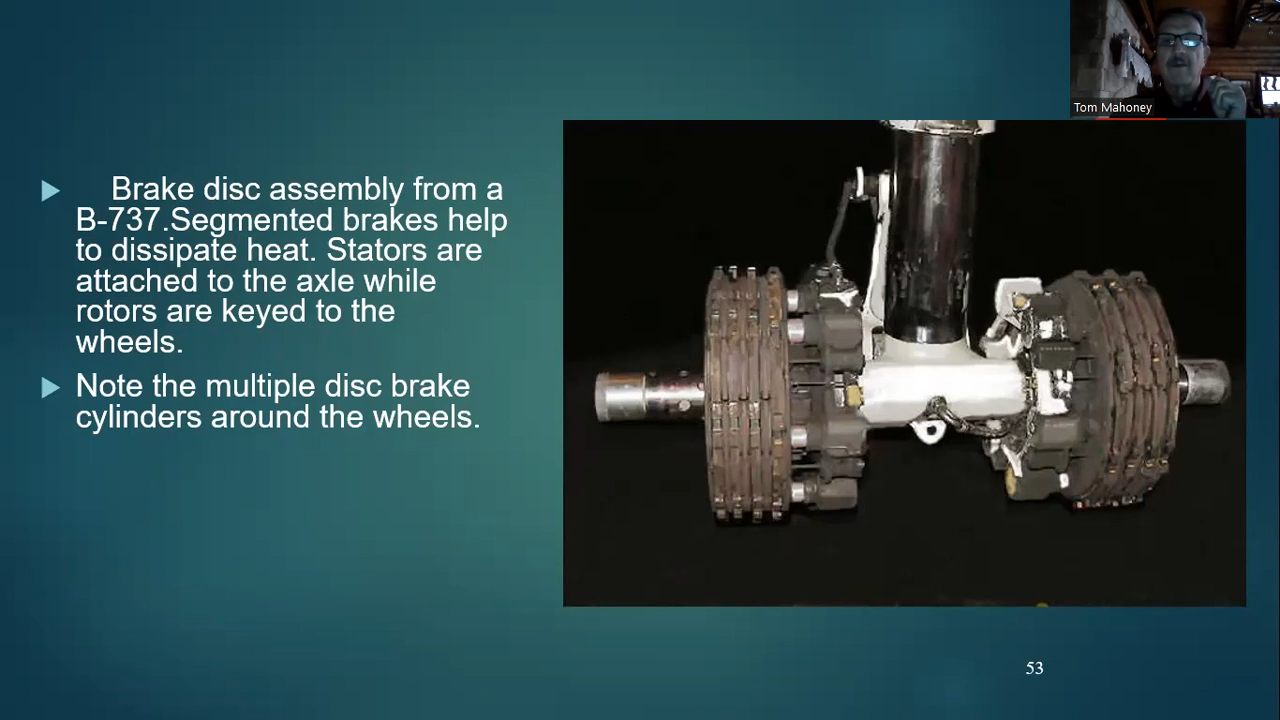 Tom Mahoney
Brake disc assembly from a
B-737.Segmented brakes help
to dissipate heat. Stators are
attached to the axle while
rotors are keyed to the
wheels.
Note the multiple disc brake
cylinders around the wheels.
53